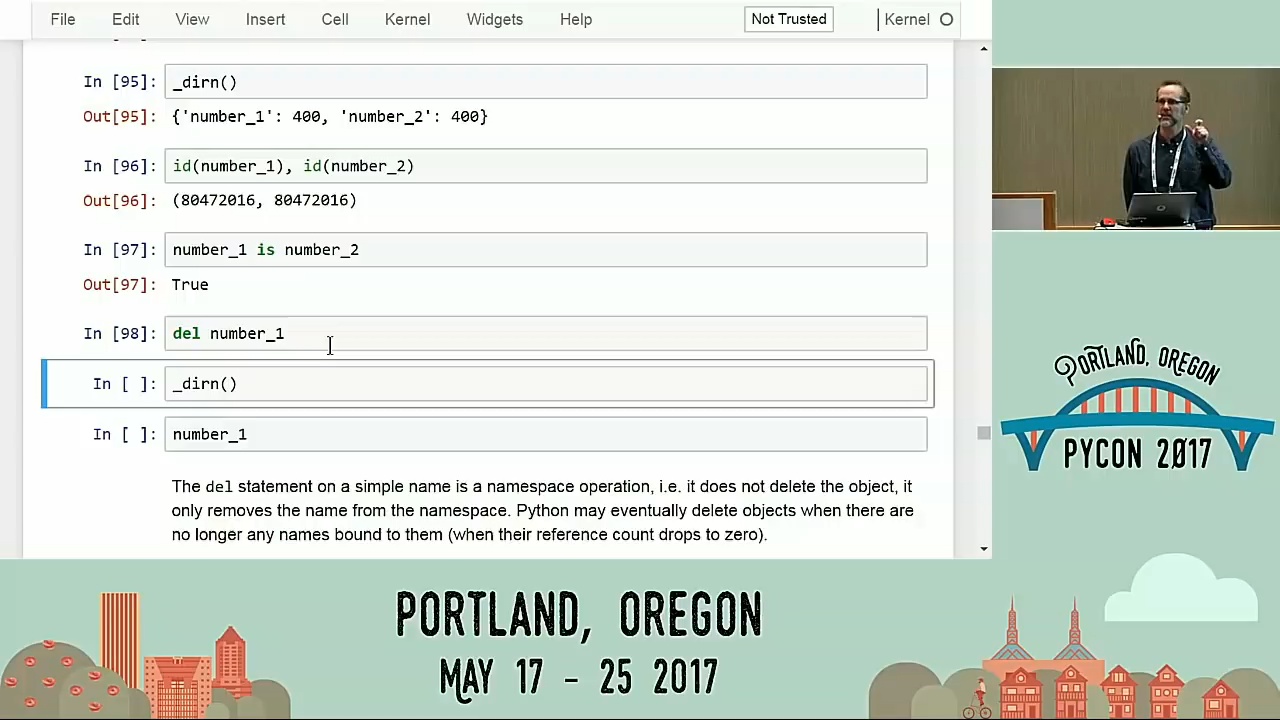 File Edit View Insert Cell Kernel Widgets Help Not Trusted Kernel
In [95]: _dirn()
Out[95]: {'number_1': 400, 'number_2': 400}
In [96]: id(number_1), id(number_2)
Out[96]: (80472016, 80472016)
In [97]: number_1 is number_2
Out[97]: True
In [98]: del number_1
In [ ]: _dirn()
In [ ]: number_1
The del statement on a simple name is a namespace operation, i.e. it does not delete the object, it
only removes the name from the namespace. Python may eventually delete objects when there are
no longer any names bound to them (when their reference count drops to zero).
PORTLAND, OREGON
PYCON 2017
PORTLAND, OREGON
MAY 17 - 25 2017